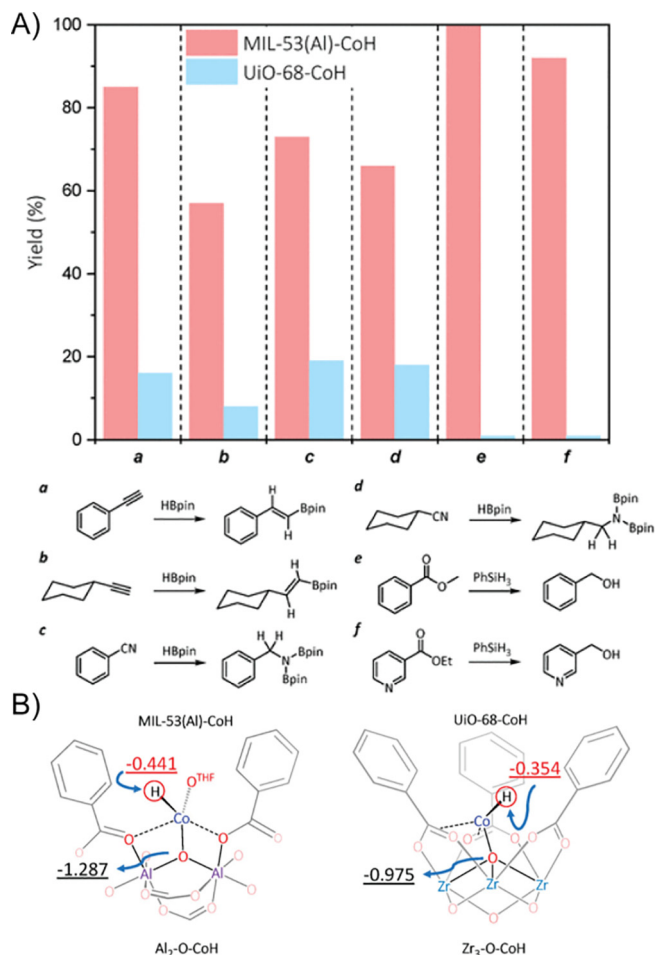 A)
100
80
60
40
20
0
Yield (%)
MIL-53(Al)-CoH
UiO-68-CoH
a b c d e f
a HBpin H Bpin H
d CN HBpin Bpin N Bpin H H
b HBpin H Bpin H
e O O PhSiH3 OH
c CN HBpin H H N Bpin Bpin
f O OEt N PhSiH3 OH N
B)
MIL-53(Al)-CoH
UiO-68-CoH
-0.441
OTHF
H
Co
O O O
-1.287
Al Al
O O O O O O
Al2-O-CoH
-0.354
H
Co
O O O O
-0.975
Zr Zr Zr
O O O
Zr3-O-CoH